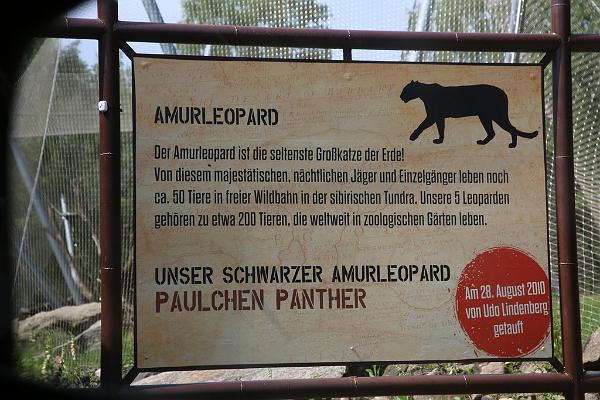 AMURLEOPARD
Der Amurleopard ist die seltenste Großkatze der Erde!
Von diesem majestätischen, nächtlichen Jäger und Einzelgänger leben noch
ca. 50 Tiere in freier Wildbahn in der sibirischen Tundra. Unsere 5 Leoparden
gehören zu etwa 200 Tieren, die weltweit in zoologischen Gärten leben.
UNSER SCHWARZER AMURLEOPARD
PAULCHEN PANTHER
Am 28. August 2010
von Udo Lindenberg
getauft